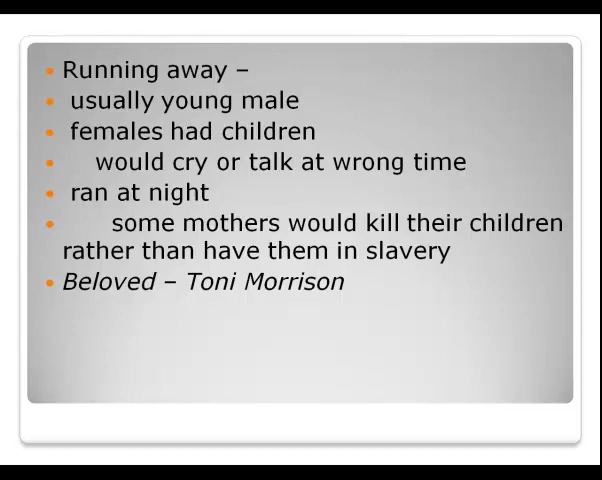 Running away –
usually young male
females had children
would cry or talk at wrong time
ran at night
some mothers would kill their children
rather than have them in slavery
Beloved – Toni Morrison